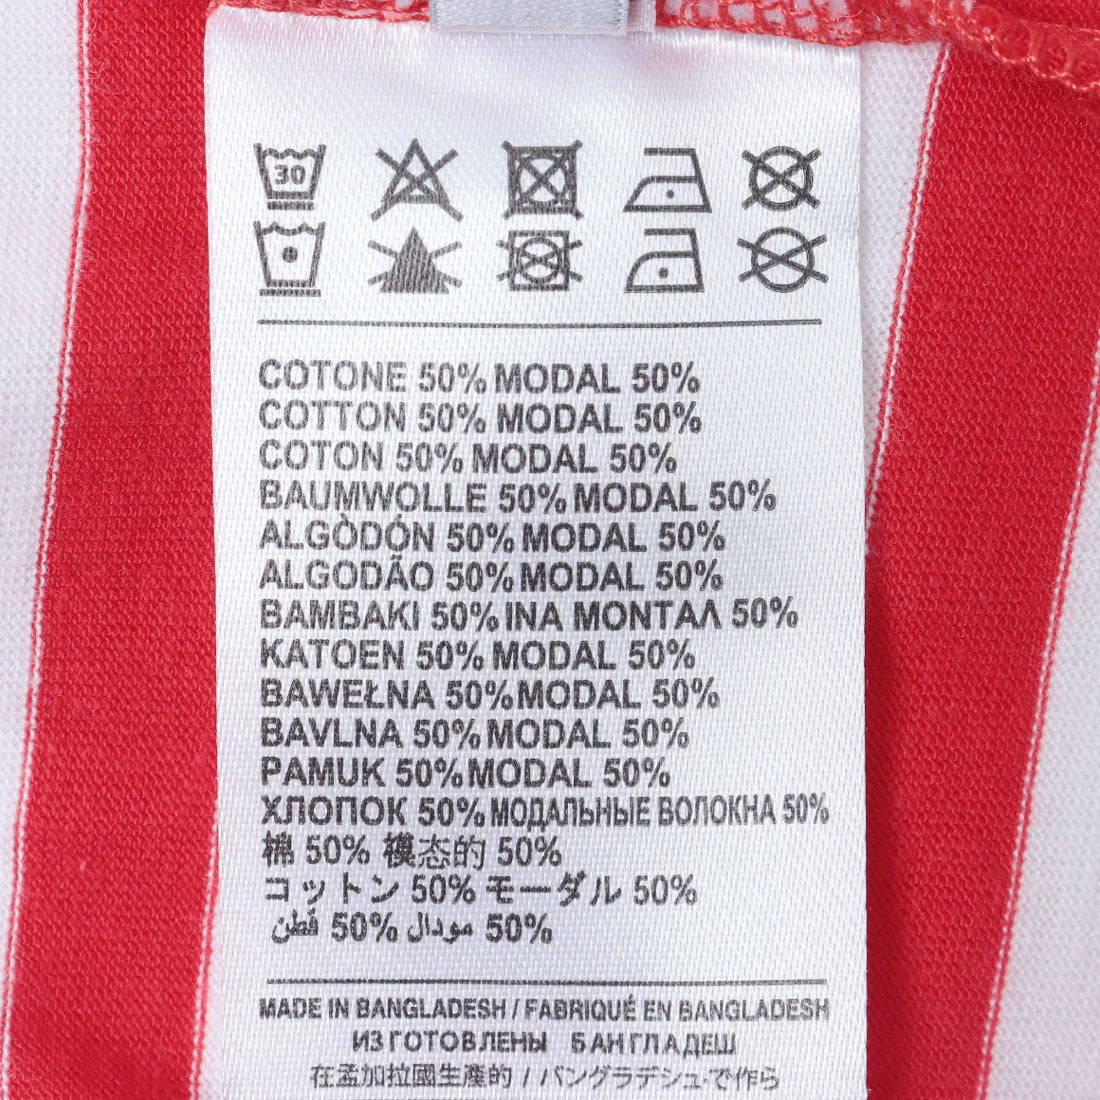 30
COTONE 50% MODAL 50%
COTTON 50% MODAL 50%
COTON 50% MODAL 50%
BAUMWOLLE 50% MODAL 50%
ALGÒDÓN 50% MODAL 50%
ALGODÃO 50% MODAL 50%
BAMBAKI 50% INA MONTAΛ 50%
KATOEN 50% MODAL 50%
BAWEŁNA 50% MODAL 50%
BAVLNA 50% MODAL 50%
PAMUK 50% MODAL 50%
ХЛОПОК 50% МОДАЛЬНЫЕ ВОЛОКНА 50%
棉 50% 模态的 50%
コットン 50% モーダル 50%
قطن 50% مودال 50%
MADE IN BANGLADESH / FABRIQUÉ EN BANGLADESH
ИЗГОТОВЛЕНЫ БАНГЛАДЕШ
在孟加拉國生產的 / バングラデシュ·で作ら